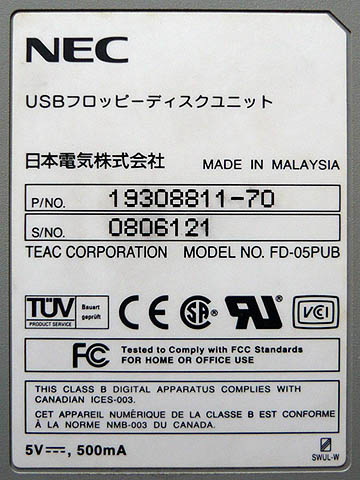 NEC
USBフロッピーディスクユニット
日本電気株式会社 MADE IN MALAYSIA
P/NO. 19308811-70
S/NO. 0806121
TEAC CORPORATION MODEL NO. FD-05PUB
TÜV PRODUCT SERVICE Bauart geprüft CE SA UR VCI
FC Tested to Comply with FCC Standards
FOR HOME OR OFFICE USE
THIS CLASS B DIGITAL APPARATUS COMPLIES WITH
CANADIAN ICES-003.
CET APPAREIL NUMÉRIQUE DE LA CLASSE B EST CONFORME
À LA NORME NMB-003 DU CANADA.
5V⎓, 500mA
SWUL-W